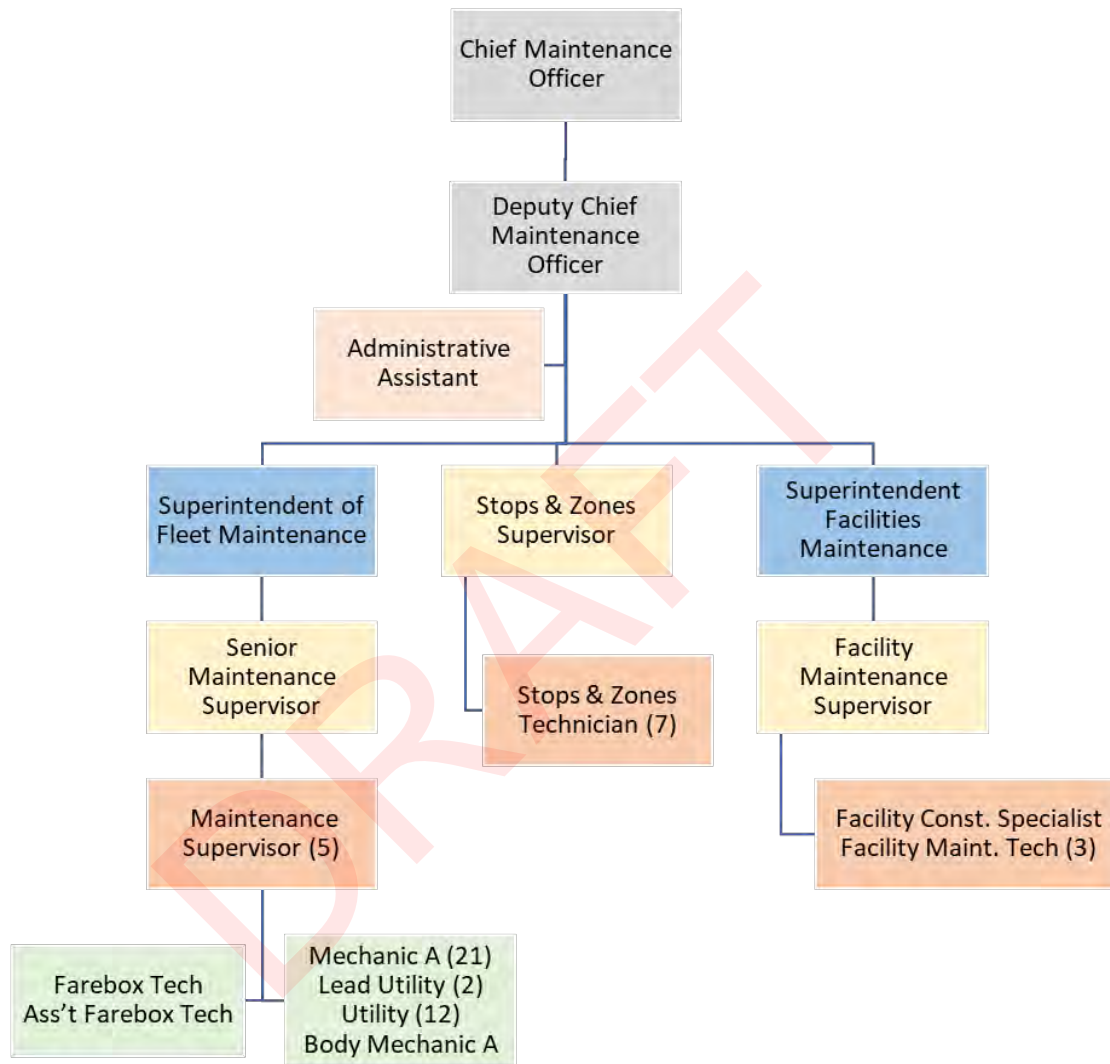 Chief Maintenance
Officer
Deputy Chief
Maintenance
Officer
Administrative
Assistant
Superintendent of
Fleet Maintenance
Stops & Zones
Supervisor
Superintendent
Facilities
Maintenance
Senior
Maintenance
Supervisor
Facility
Maintenance
Supervisor
Stops & Zones
Technician (7)
Maintenance
Supervisor (5)
Facility Const. Specialist
Facility Maint. Tech (3)
Farebox Tech
Ass’t Farebox Tech
Mechanic A (21)
Lead Utility (2)
Utility (12)
Body Mechanic A
DRAFT